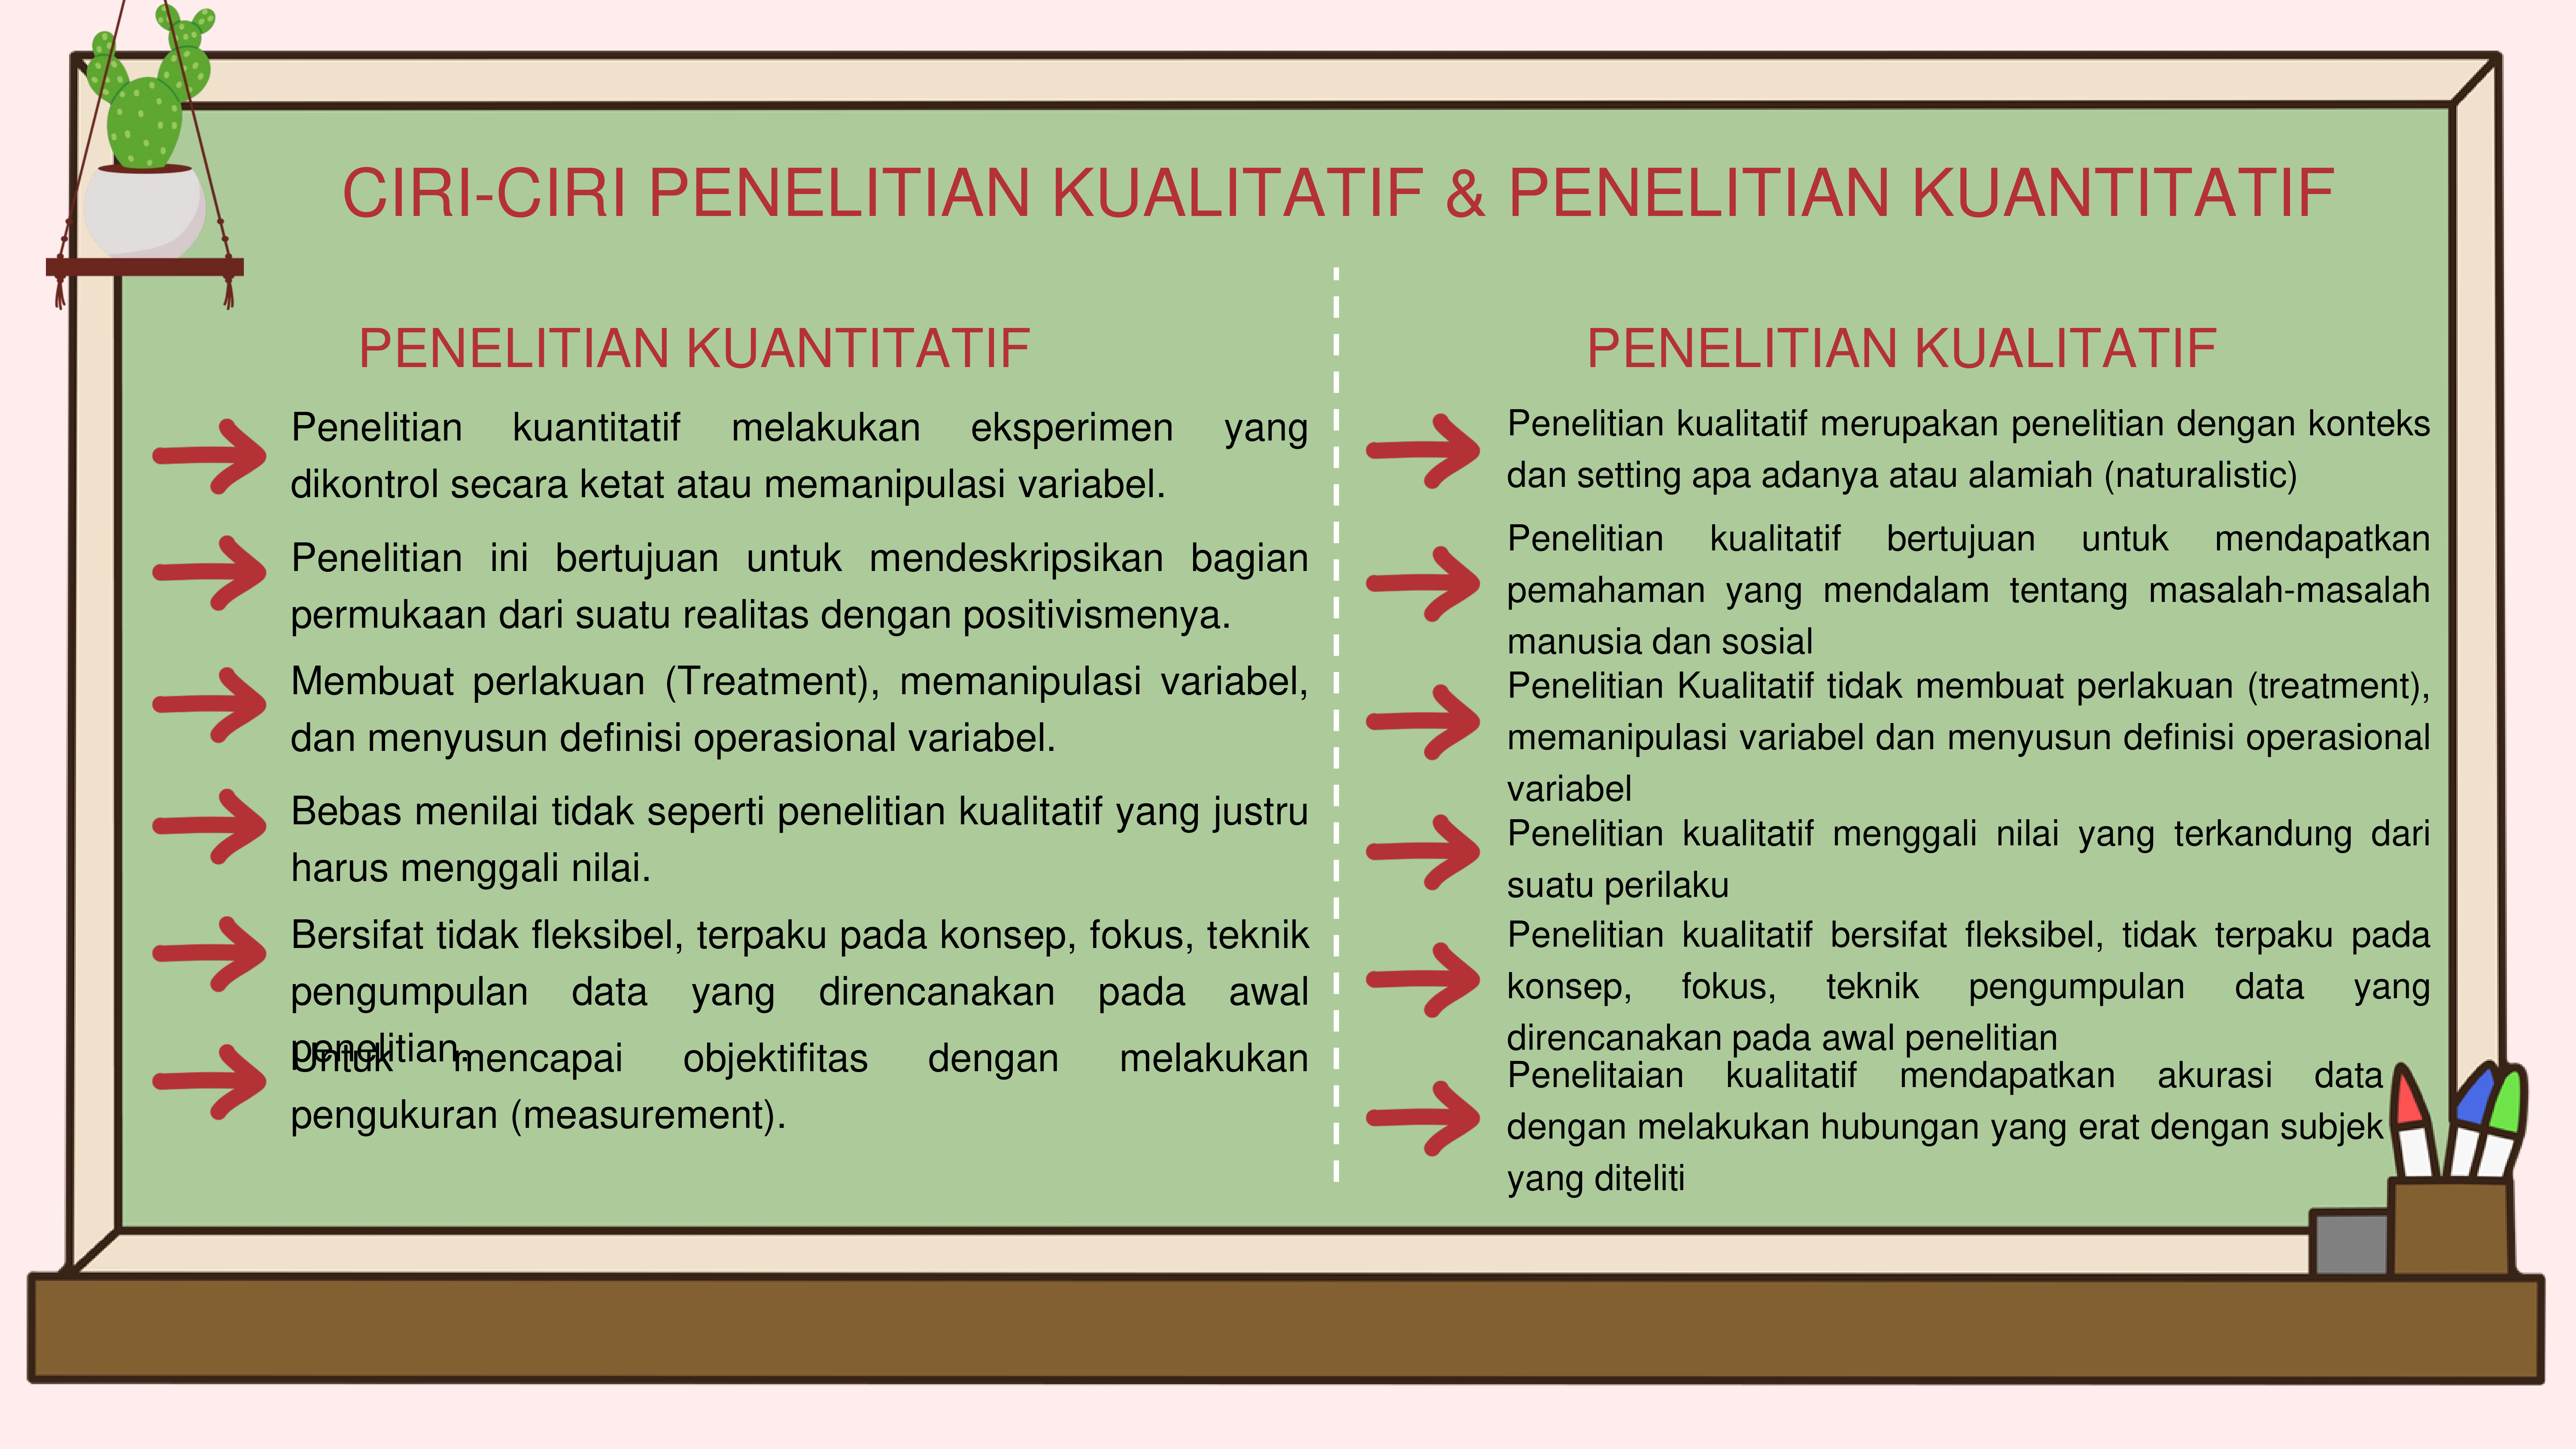 CIRI-CIRI PENELITIAN KUALITATIF & PENELITIAN KUANTITATIF
PENELITIAN KUANTITATIF
Penelitian kuantitatif melakukan eksperimen yang
dikontrol secara ketat atau memanipulasi variabel.
Penelitian ini bertujuan untuk mendeskripsikan bagian
permukaan dari suatu realitas dengan positivismenya.
Membuat perlakuan (Treatment), memanipulasi variabel,
dan menyusun definisi operasional variabel.
Bebas menilai tidak seperti penelitian kualitatif yang justru
harus menggali nilai.
Bersifat tidak fleksibel, terpaku pada konsep, fokus, teknik
pengumpulan data yang direncanakan pada awal
penelitian.
Untuk mencapai objektifitas dengan melakukan
pengukuran (measurement).
PENELITIAN KUALITATIF
Penelitian kualitatif merupakan penelitian dengan konteks
dan setting apa adanya atau alamiah (naturalistic)
Penelitian kualitatif bertujuan untuk mendapatkan
pemahaman yang mendalam tentang masalah-masalah
manusia dan sosial
Penelitian Kualitatif tidak membuat perlakuan (treatment),
memanipulasi variabel dan menyusun definisi operasional
variabel
Penelitian kualitatif menggali nilai yang terkandung dari
suatu perilaku
Penelitian kualitatif bersifat fleksibel, tidak terpaku pada
konsep, fokus, teknik pengumpulan data yang
direncanakan pada awal penelitian
Penelitaian kualitatif mendapatkan akurasi data
dengan melakukan hubungan yang erat dengan subjek
yang diteliti